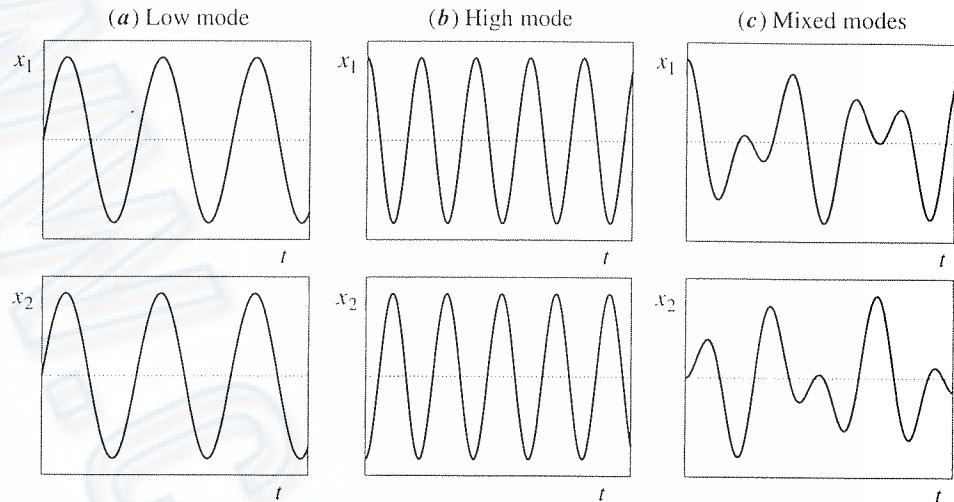 (a) Low mode
(b) High mode
(c) Mixed modes
x1
x1
x1
t
t
t
x2
x2
x2
t
t
t